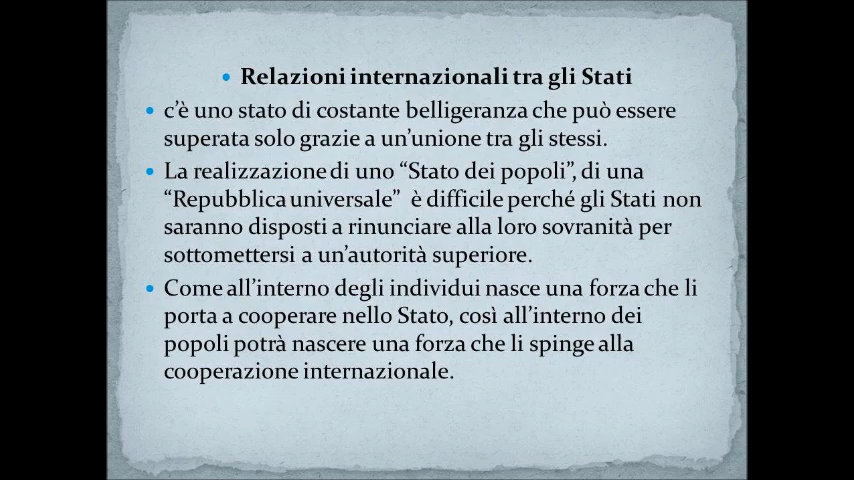 Relazioni internazionali tra gli Stati
c'è uno stato di costante belligeranza che può essere
superata solo grazie a un'unione tra gli stessi.
La realizzazione di uno “Stato dei popoli”, di una
“Repubblica universale” è difficile perché gli Stati non
saranno disposti a rinunciare alla loro sovranità per
sottomettersi a un'autorità superiore.
Come all'interno degli individui nasce una forza che li
porta a cooperare nello Stato, così all'interno dei
popoli potrà nascere una forza che li spinge alla
cooperazione internazionale.